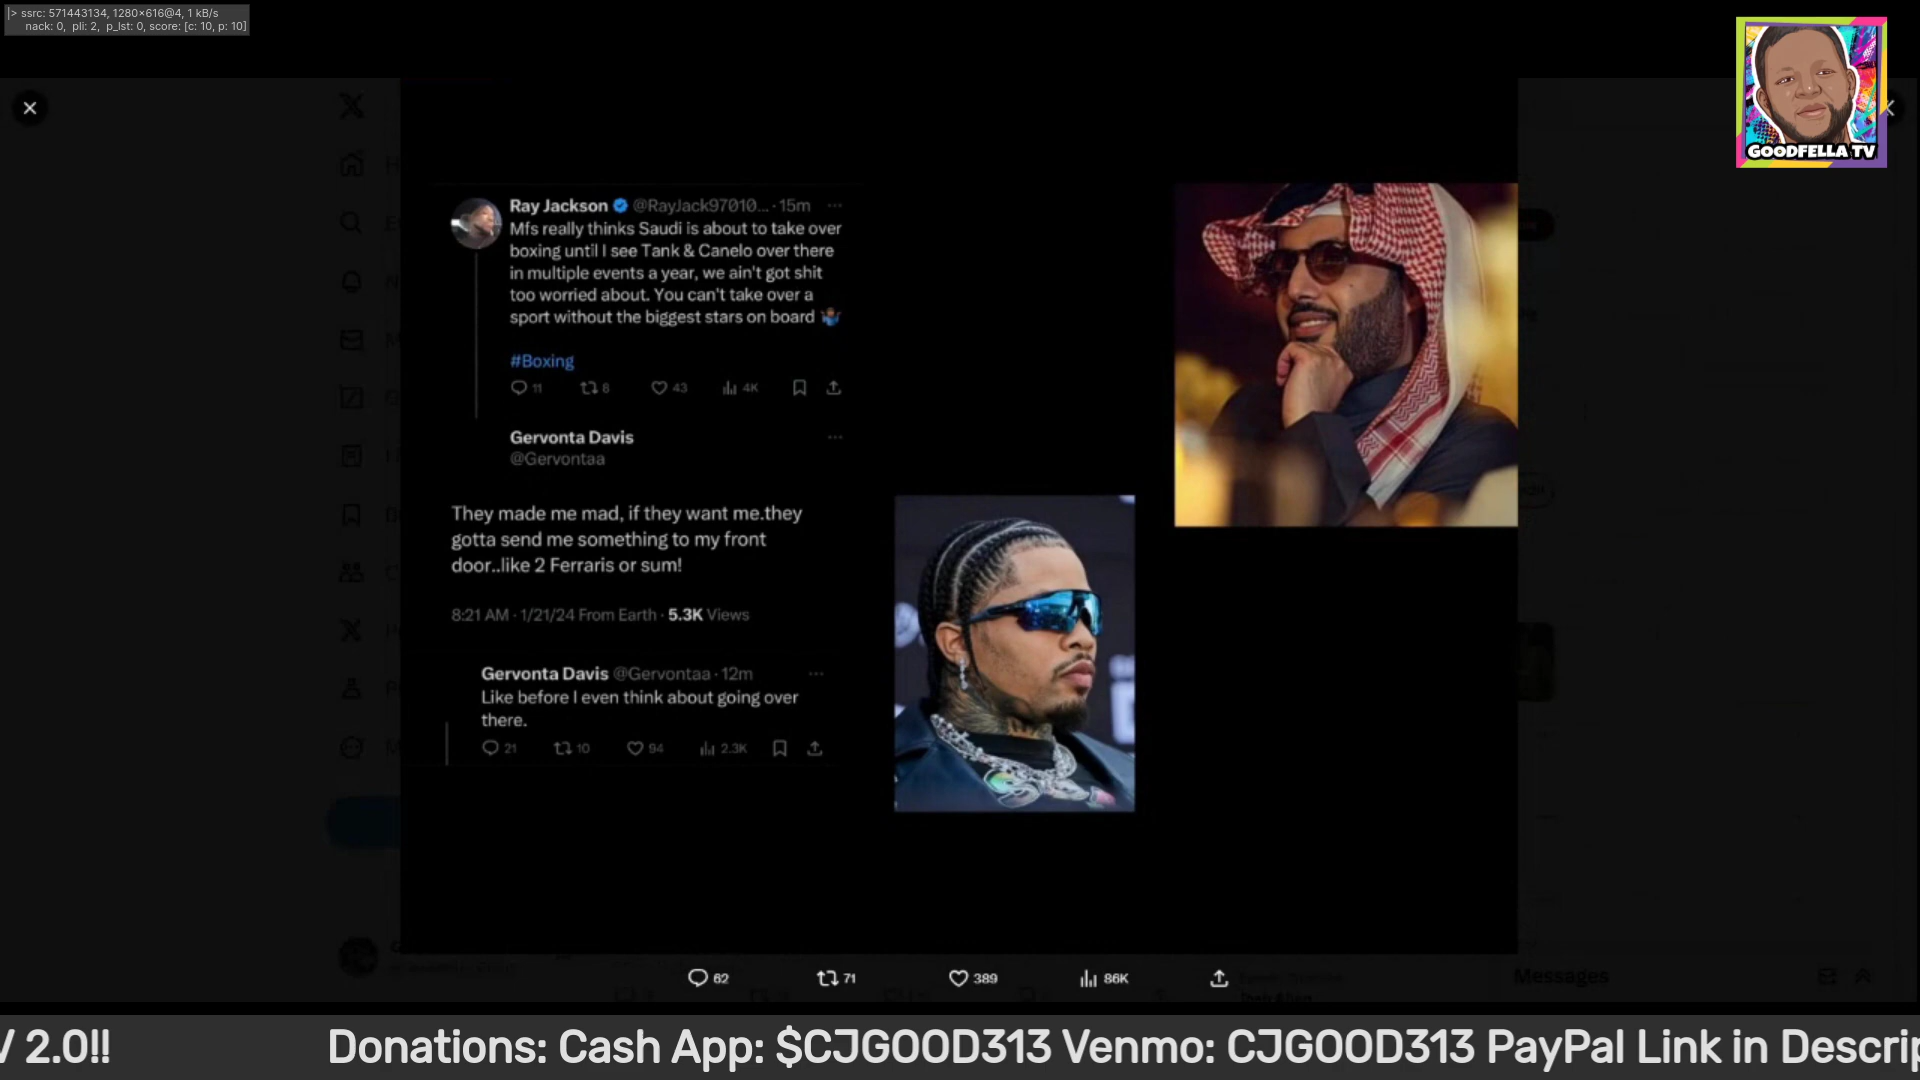 |> ssrc: 571443134, 1280×616@4, 1 kB/s
nack: 0, pli: 2, p_lst: 0, score: [c: 10, p: 10]
GOODFELLA TV
Ray Jackson @RayJack97010... · 15m
Mfs really thinks Saudi is about to take over
boxing until I see Tank & Canelo over there
in multiple events a year, we ain't got shit
too worried about. You can't take over a
sport without the biggest stars on board 🤷🏾‍♂️
#Boxing
11 8 43 4K
Gervonta Davis
@Gervontaa
They made me mad, if they want me.they
gotta send me something to my front
door..like 2 Ferraris or sum!
8:21 AM · 1/21/24 From Earth · 5.3K Views
Gervonta Davis @Gervontaa · 12m
Like before I even think about going over
there.
21 10 94 2.3K
62 71 389 86K
Messages
V 2.0!! Donations: Cash App: $CJGOOD313 Venmo: CJGOOD313 PayPal Link in Descrip